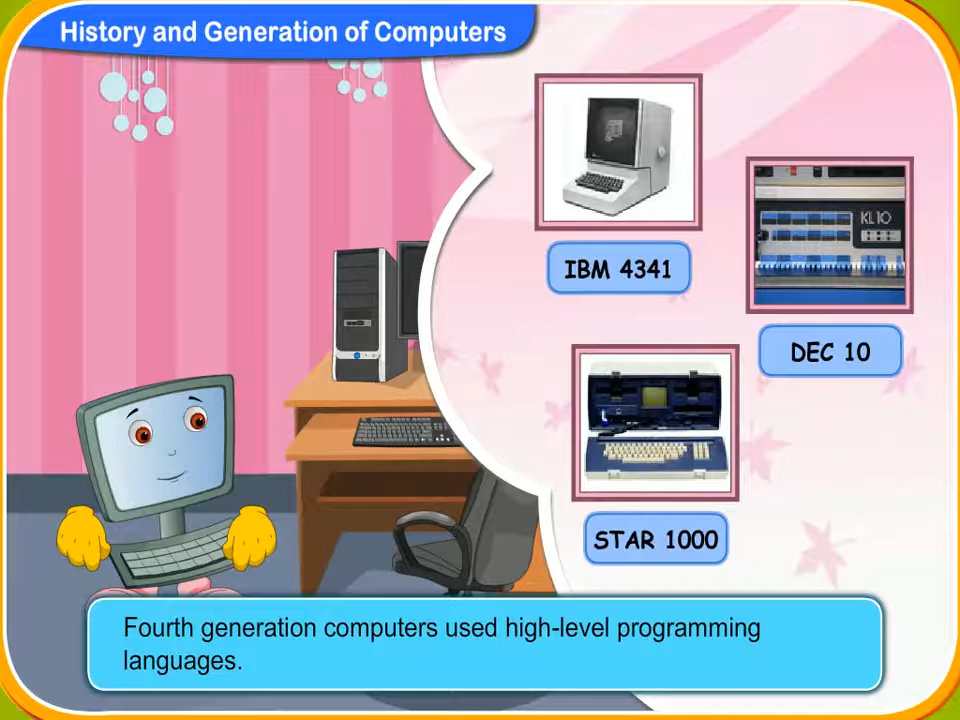 History and Generation of Computers
IBM 4341
KL10
DEC 10
STAR 1000
Fourth generation computers used high-level programming
languages.